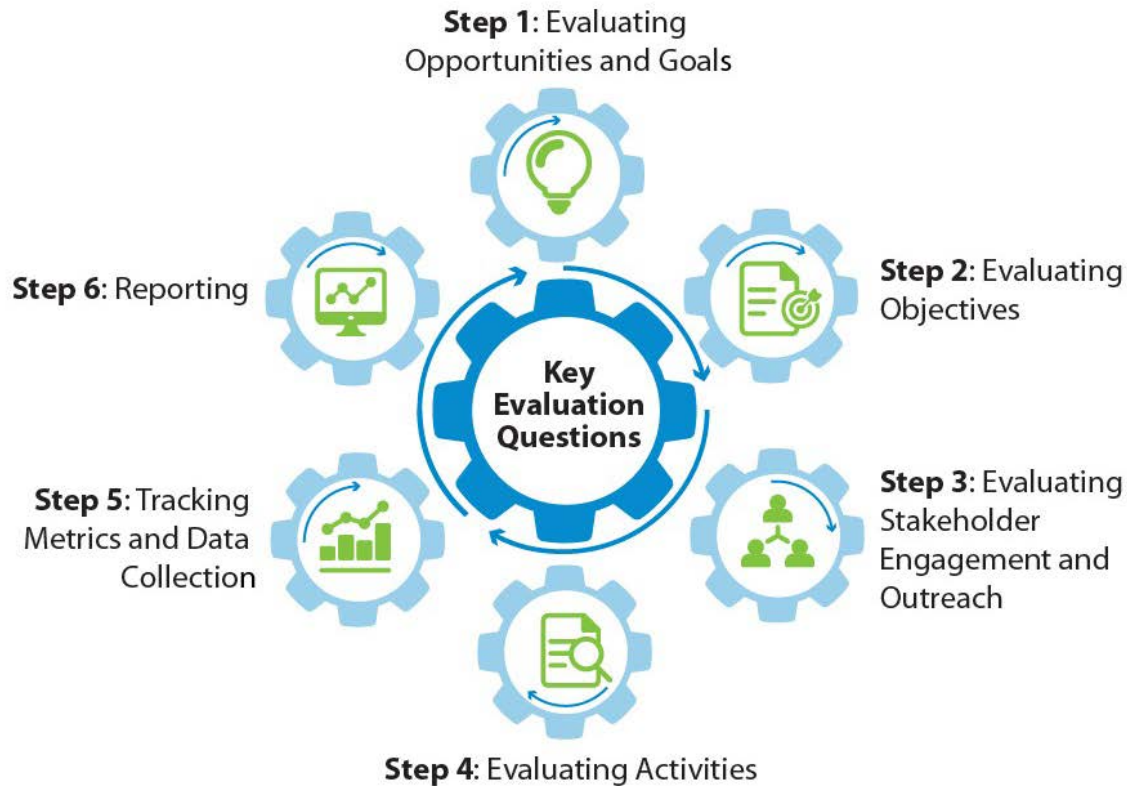 Step 1: Evaluating
Opportunities and Goals
Step 2: Evaluating
Objectives
Step 3: Evaluating
Stakeholder
Engagement and
Outreach
Step 4: Evaluating Activities
Step 5: Tracking
Metrics and Data
Collection
Step 6: Reporting
Key
Evaluation
Questions